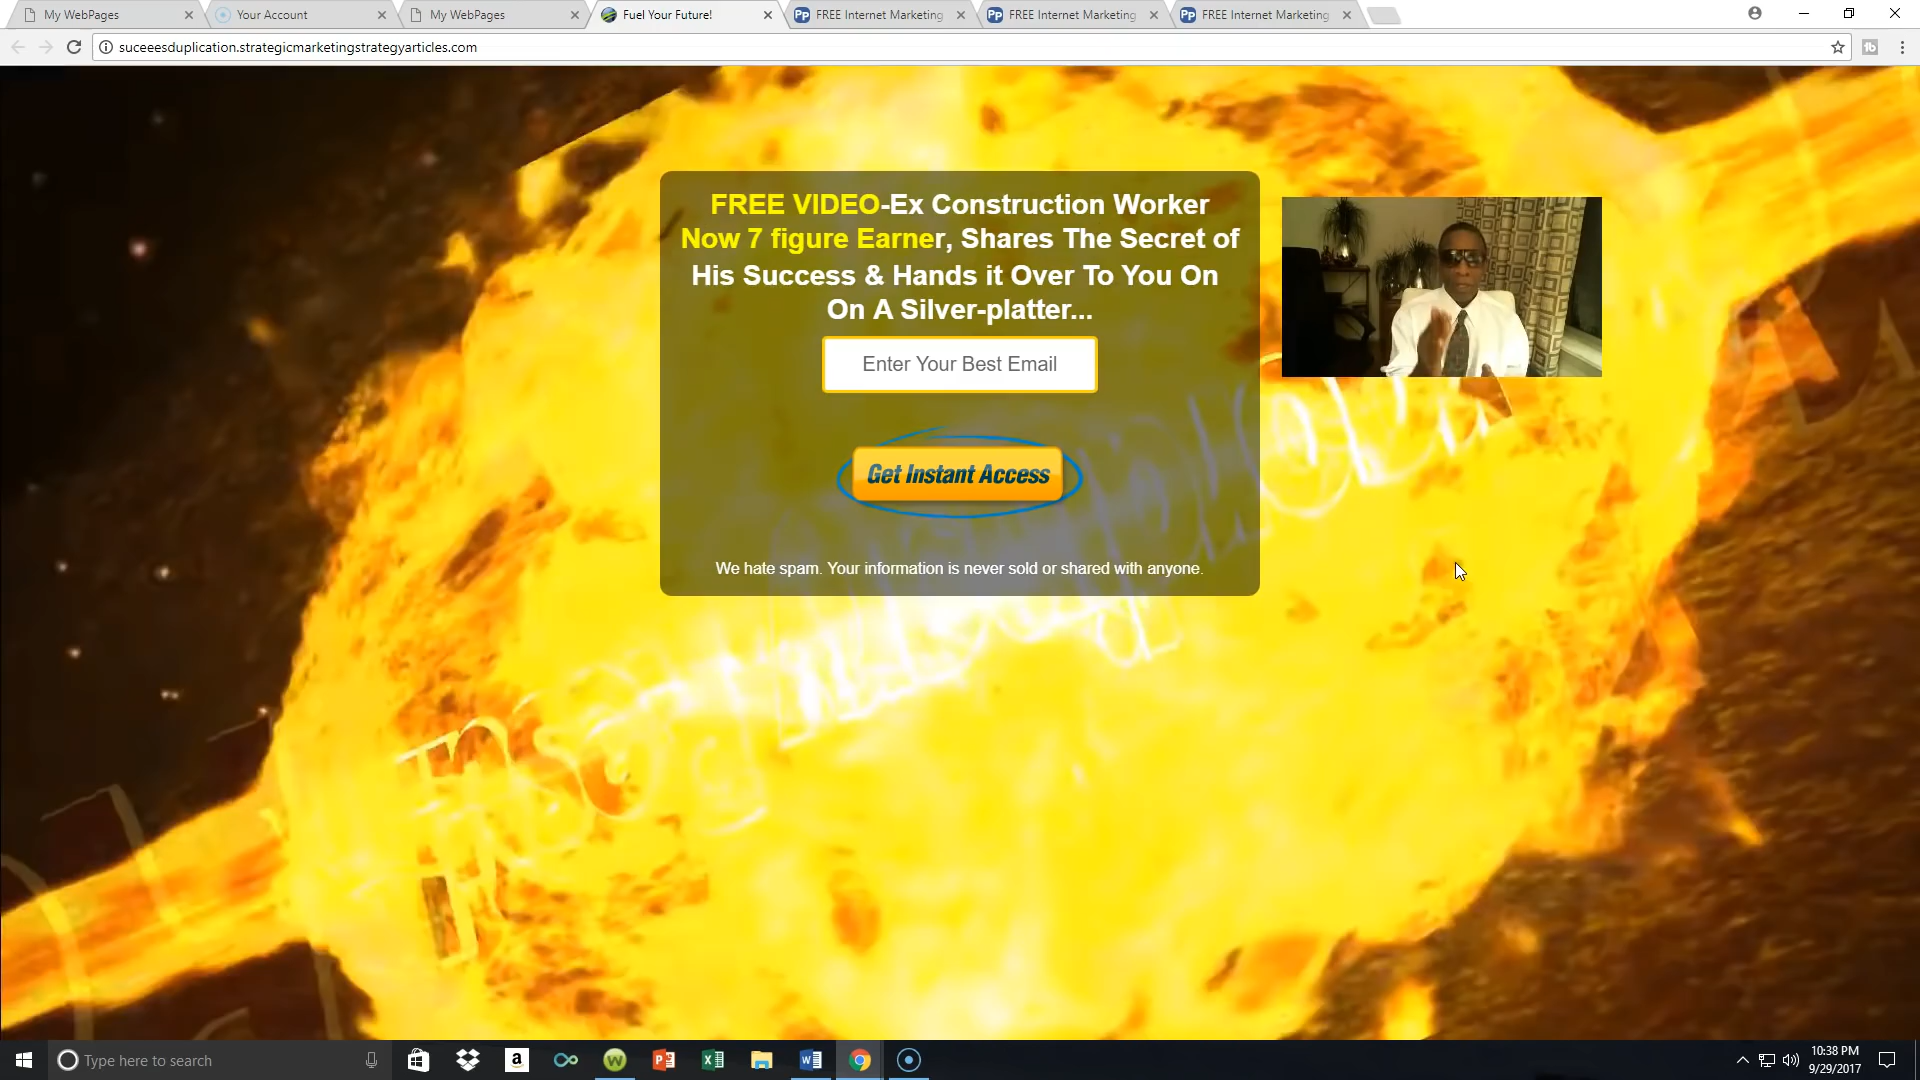 My WebPages
Your Account
My WebPages
Fuel Your Future!
FREE Internet Marketing
FREE Internet Marketing
FREE Internet Marketing
suceeesduplication.strategicmarketingstrategyarticles.com
FREE VIDEO-Ex Construction Worker
Now 7 figure Earner, Shares The Secret of
His Success & Hands it Over To You On
On A Silver-platter...
Enter Your Best Email
Get Instant Access
We hate spam. Your information is never sold or shared with anyone.
Type here to search
10:38 PM
9/29/2017